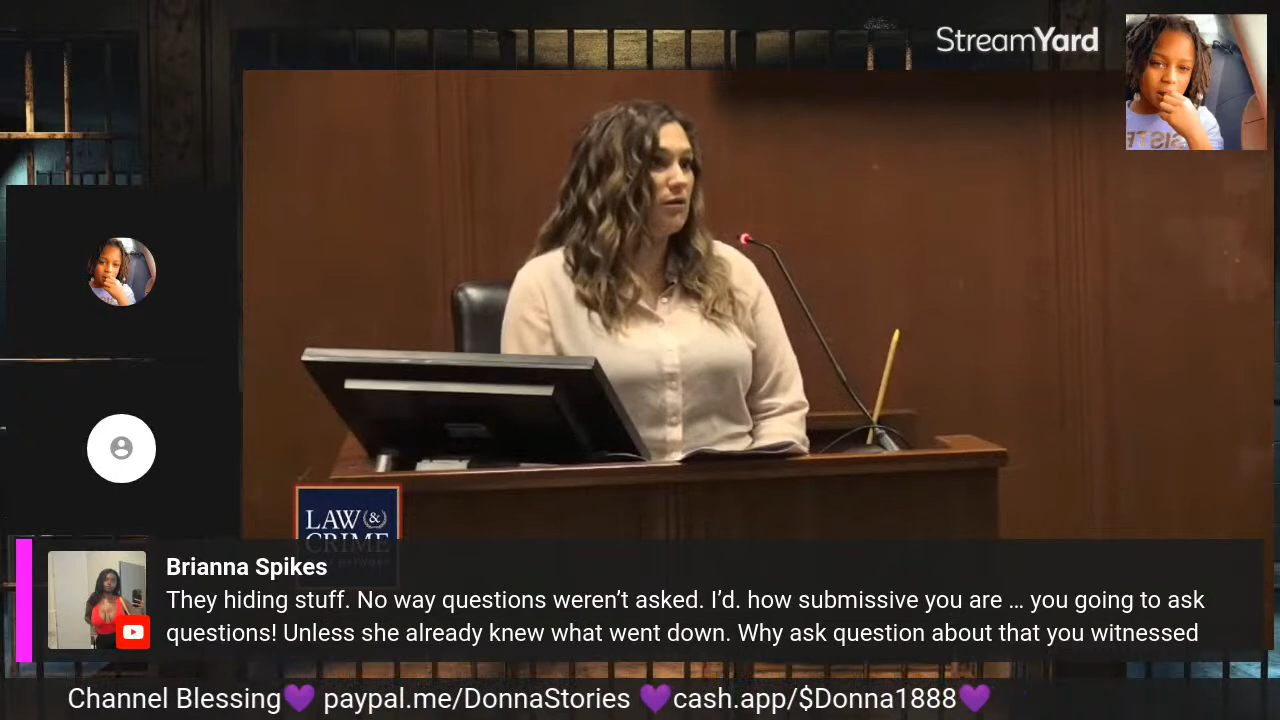 StreamYard
LAW &
CRIME
Brianna Spikes
They hiding stuff. No way questions weren’t asked. I’d. how submissive you are ... you going to ask
questions! Unless she already knew what went down. Why ask question about that you witnessed
Channel Blessing💜 paypal.me/DonnaStories 💜cash.app/$Donna1888💜